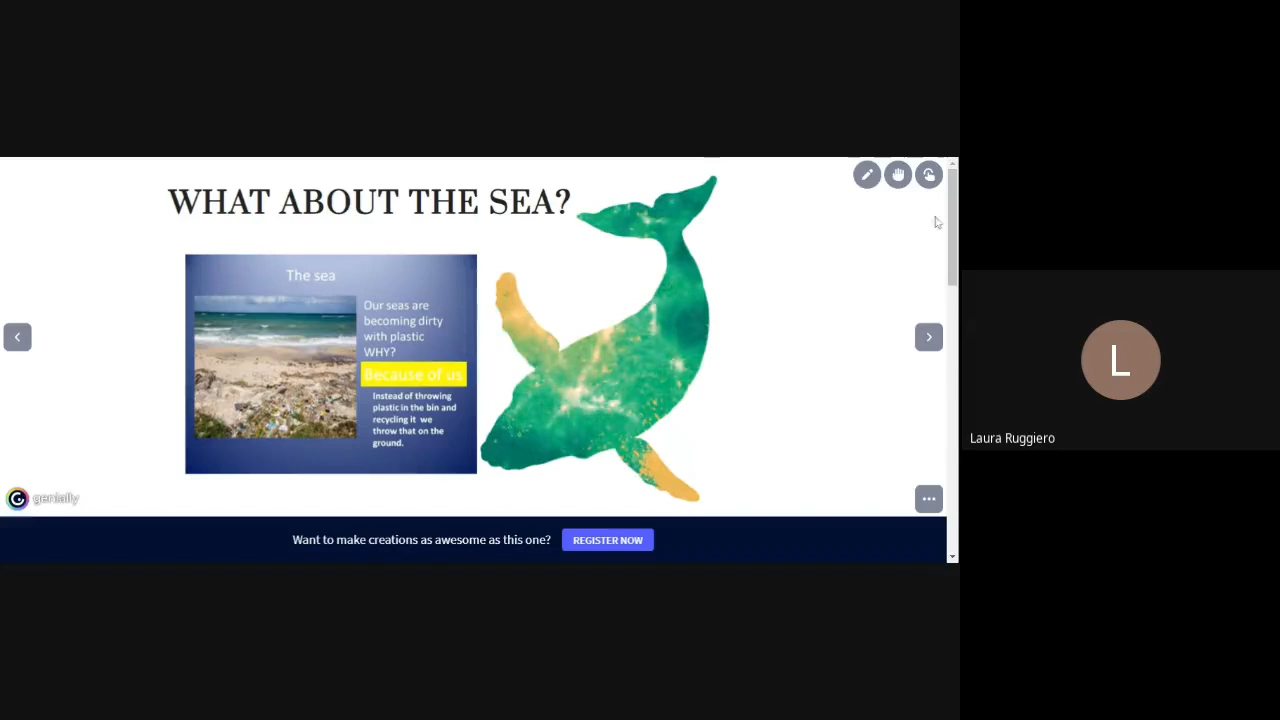 WHAT ABOUT THE SEA?
The sea
Our seas are
becoming dirty
with plastic
WHY?
Because of us
Instead of throwing
plastic in the bin and
recycling it we
throw that on the
ground.
genially
Want to make creations as awesome as this one?
REGISTER NOW
L
Laura Ruggiero